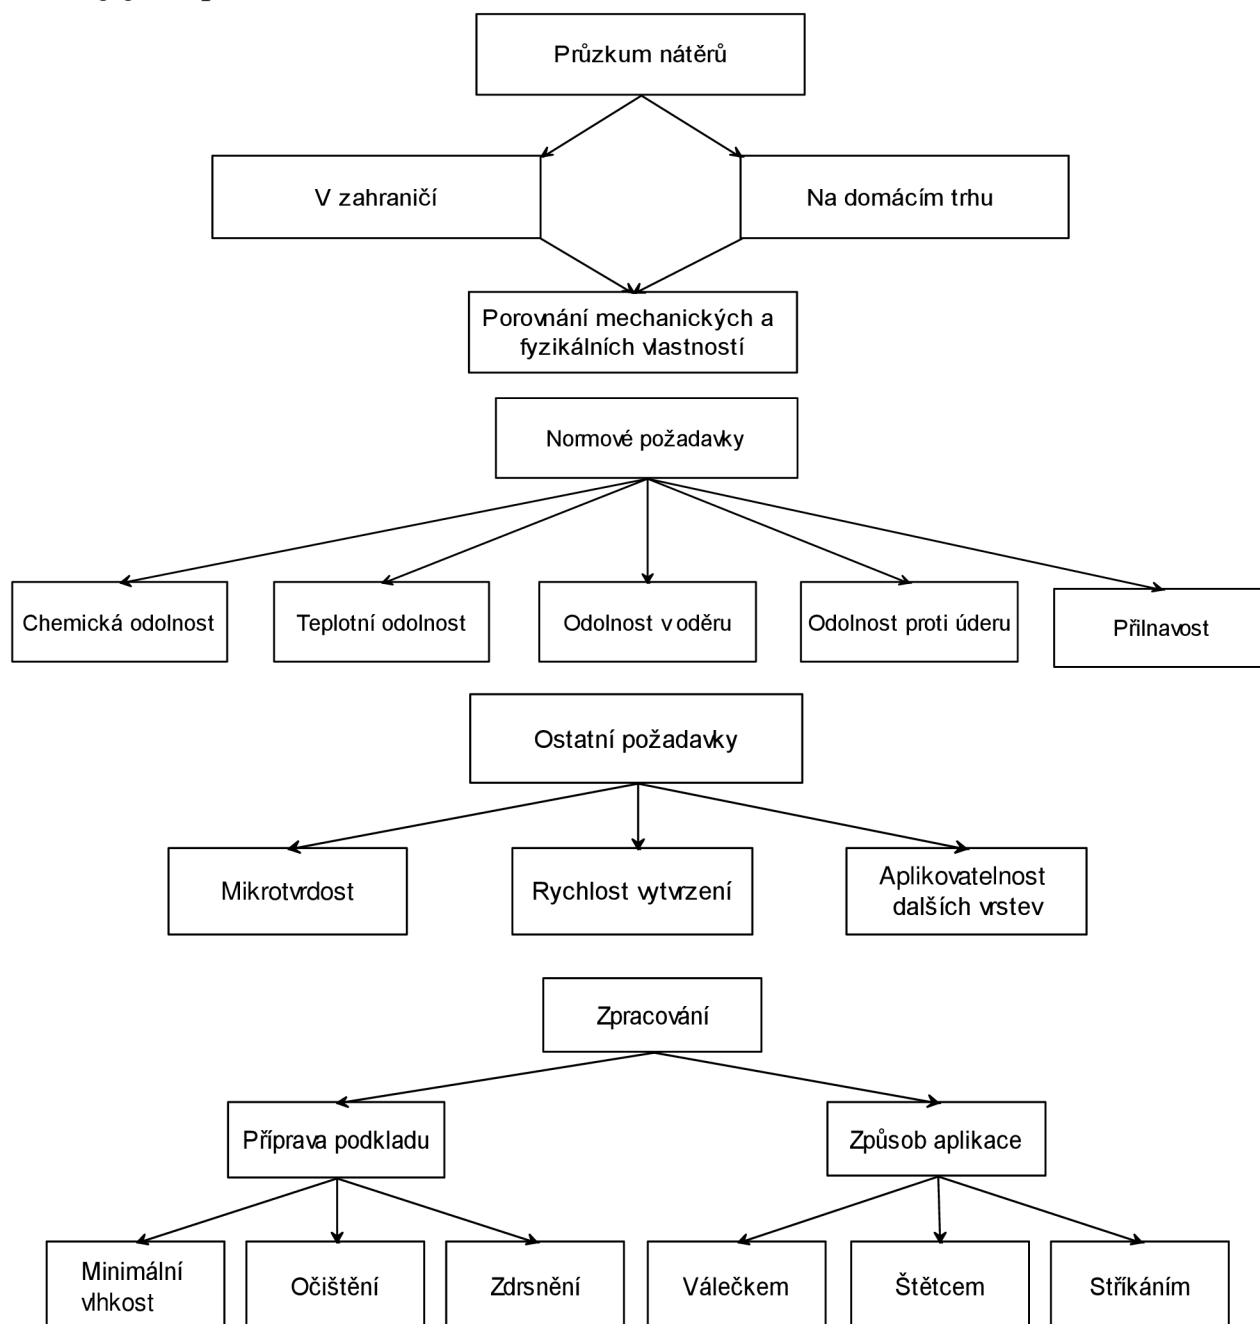 Průzkum nátěrů
V zahraničí
Na domácím trhu
Porovnání mechanických a
fyzikálních vlastností
Normové požadavky
Chemická odolnost
Teplotní odolnost
Odolnost v oděru
Odolnost proti úderu
Přilnavost
Ostatní požadavky
Mikrotvrdost
Rychlost vytvrzení
Aplikovatelnost
dalších vrstev
Zpracování
Příprava podkladu
Způsob aplikace
Minimální
vlhkost
Očištění
Zdrsnění
Válečkem
Štětcem
Stříkáním